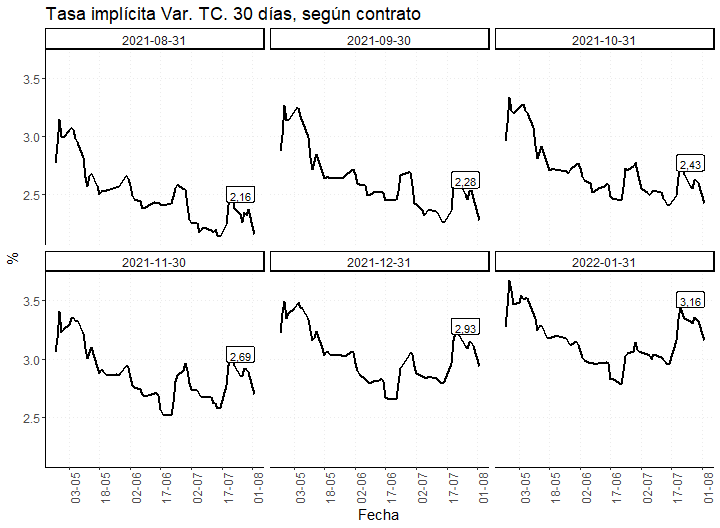 Tasa implícita Var. TC. 30 días, según contrato
2021-08-31 2021-09-30 2021-10-31
3.5
3.0
2.5
2,16 2,28 2,43
%
2021-11-30 2021-12-31 2022-01-31
3.5
3.0
2.5
2,69 2,93 3,16
03-05 18-05 02-06 17-06 02-07 17-07 01-08 03-05 18-05 02-06 17-06 02-07 17-07 01-08 03-05 18-05 02-06 17-06 02-07 17-07 01-08
Fecha